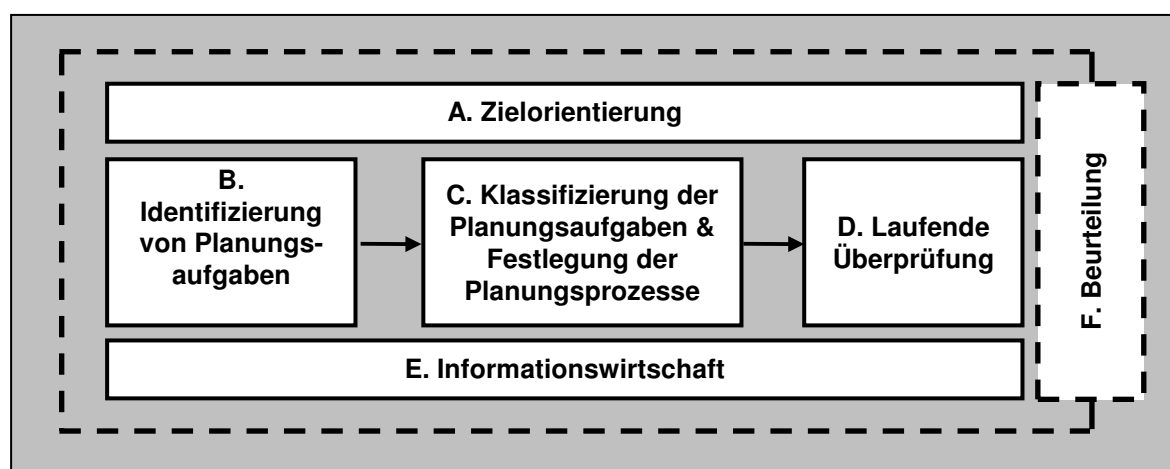 A. Zielorientierung
B.
Identifizierung
von Planungs-
aufgaben
C. Klassifizierung der
Planungsaufgaben &
Festlegung der
Planungsprozesse
D. Laufende
Überprüfung
E. Informationswirtschaft
F. Beurteilung